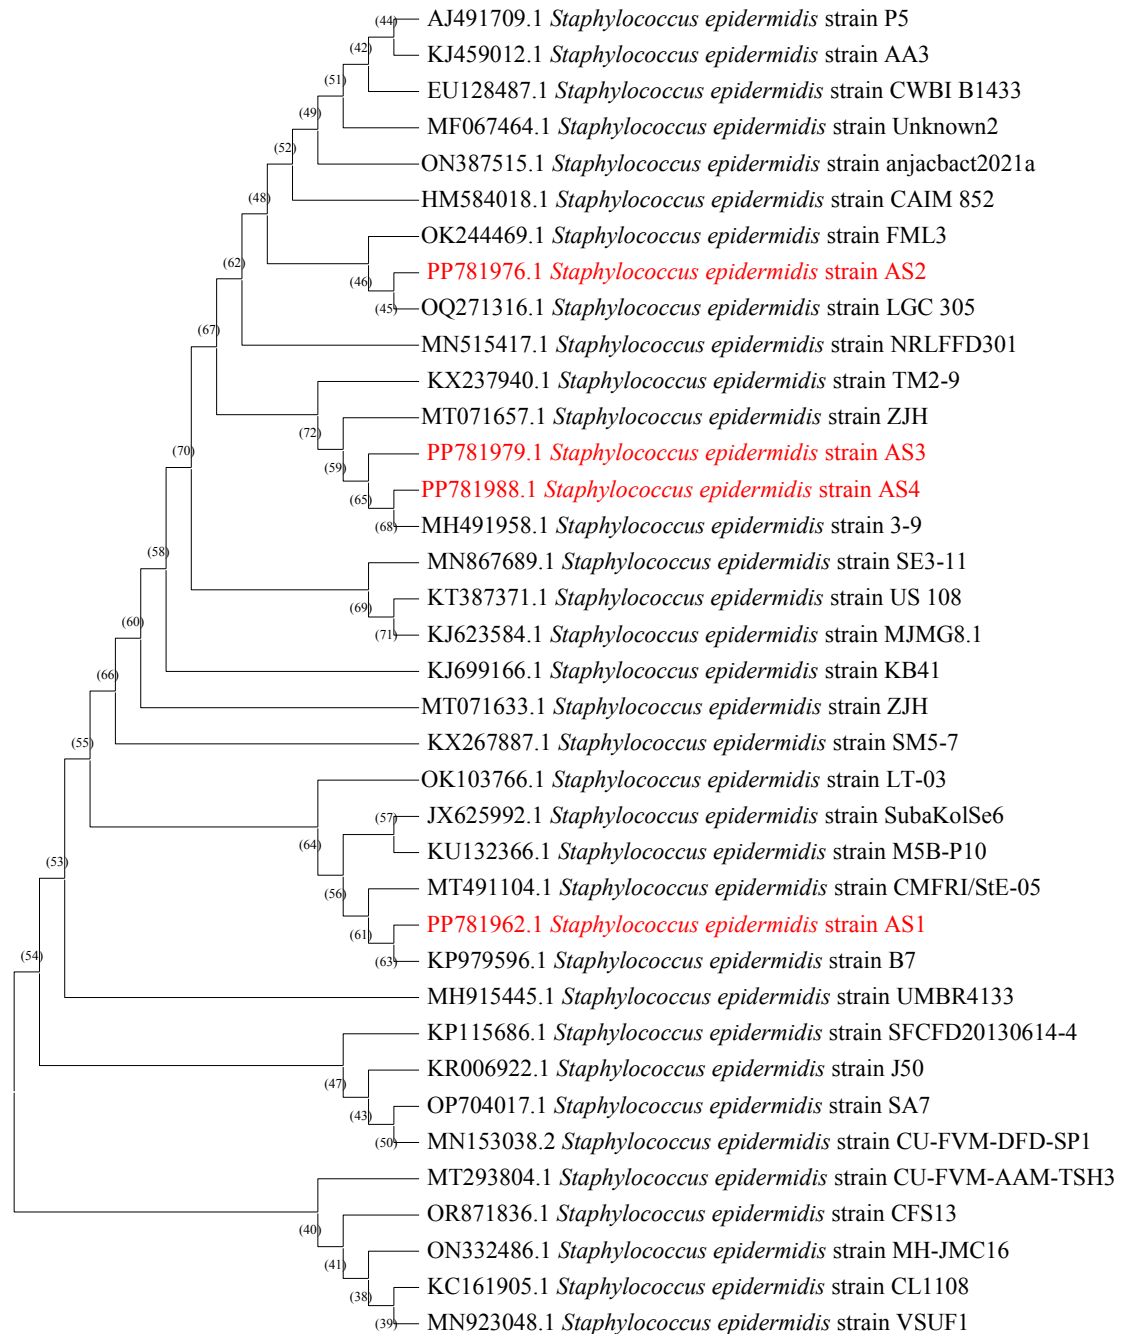 (44) AJ491709.1 Staphylococcus epidermidis strain P5
(42) KJ459012.1 Staphylococcus epidermidis strain AA3
(51) EU128487.1 Staphylococcus epidermidis strain CWBI B1433
(49) MF067464.1 Staphylococcus epidermidis strain Unknown2
(52) ON387515.1 Staphylococcus epidermidis strain anjacbact2021a
(48) HM584018.1 Staphylococcus epidermidis strain CAIM 852
OK244469.1 Staphylococcus epidermidis strain FML3
(62) PP781976.1 Staphylococcus epidermidis strain AS2
(46)
(45) OQ271316.1 Staphylococcus epidermidis strain LGC 305
(67) MN515417.1 Staphylococcus epidermidis strain NRLFFD301
KX237940.1 Staphylococcus epidermidis strain TM2-9
MT071657.1 Staphylococcus epidermidis strain ZJH
(72)
(70) PP781979.1 Staphylococcus epidermidis strain AS3
(59)
PP781988.1 Staphylococcus epidermidis strain AS4
(65)
(68) MH491958.1 Staphylococcus epidermidis strain 3-9
(58) MN867689.1 Staphylococcus epidermidis strain SE3-11
KT387371.1 Staphylococcus epidermidis strain US 108
(69)
(60)
(71) KJ623584.1 Staphylococcus epidermidis strain MJMG8.1
(66) KJ699166.1 Staphylococcus epidermidis strain KB41
MT071633.1 Staphylococcus epidermidis strain ZJH
(55) KX267887.1 Staphylococcus epidermidis strain SM5-7
OK103766.1 Staphylococcus epidermidis strain LT-03
(57) JX625992.1 Staphylococcus epidermidis strain SubaKolSe6
(64) KU132366.1 Staphylococcus epidermidis strain M5B-P10
(53)
MT491104.1 Staphylococcus epidermidis strain CMFRI/StE-05
(56)
PP781962.1 Staphylococcus epidermidis strain AS1
(61)
(54)
(63) KP979596.1 Staphylococcus epidermidis strain B7
MH915445.1 Staphylococcus epidermidis strain UMBR4133
KP115686.1 Staphylococcus epidermidis strain SFCFD20130614-4
KR006922.1 Staphylococcus epidermidis strain J50
(47)
OP704017.1 Staphylococcus epidermidis strain SA7
(43)
(50) MN153038.2 Staphylococcus epidermidis strain CU-FVM-DFD-SP1
MT293804.1 Staphylococcus epidermidis strain CU-FVM-AAM-TSH3
OR871836.1 Staphylococcus epidermidis strain CFS13
(40)
ON332486.1 Staphylococcus epidermidis strain MH-JMC16
(41)
KC161905.1 Staphylococcus epidermidis strain CL1108
(38)
(39) MN923048.1 Staphylococcus epidermidis strain VSUF1